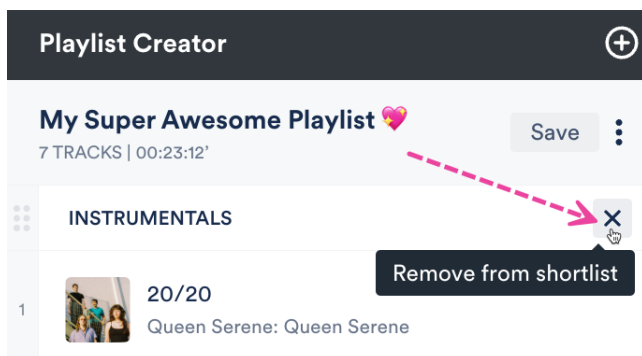 Playlist Creator
My Super Awesome Playlist 💖
Save
7 TRACKS | 00:23:12’
INSTRUMENTALS
Remove from shortlist
1
20/20
Queen Serene: Queen Serene